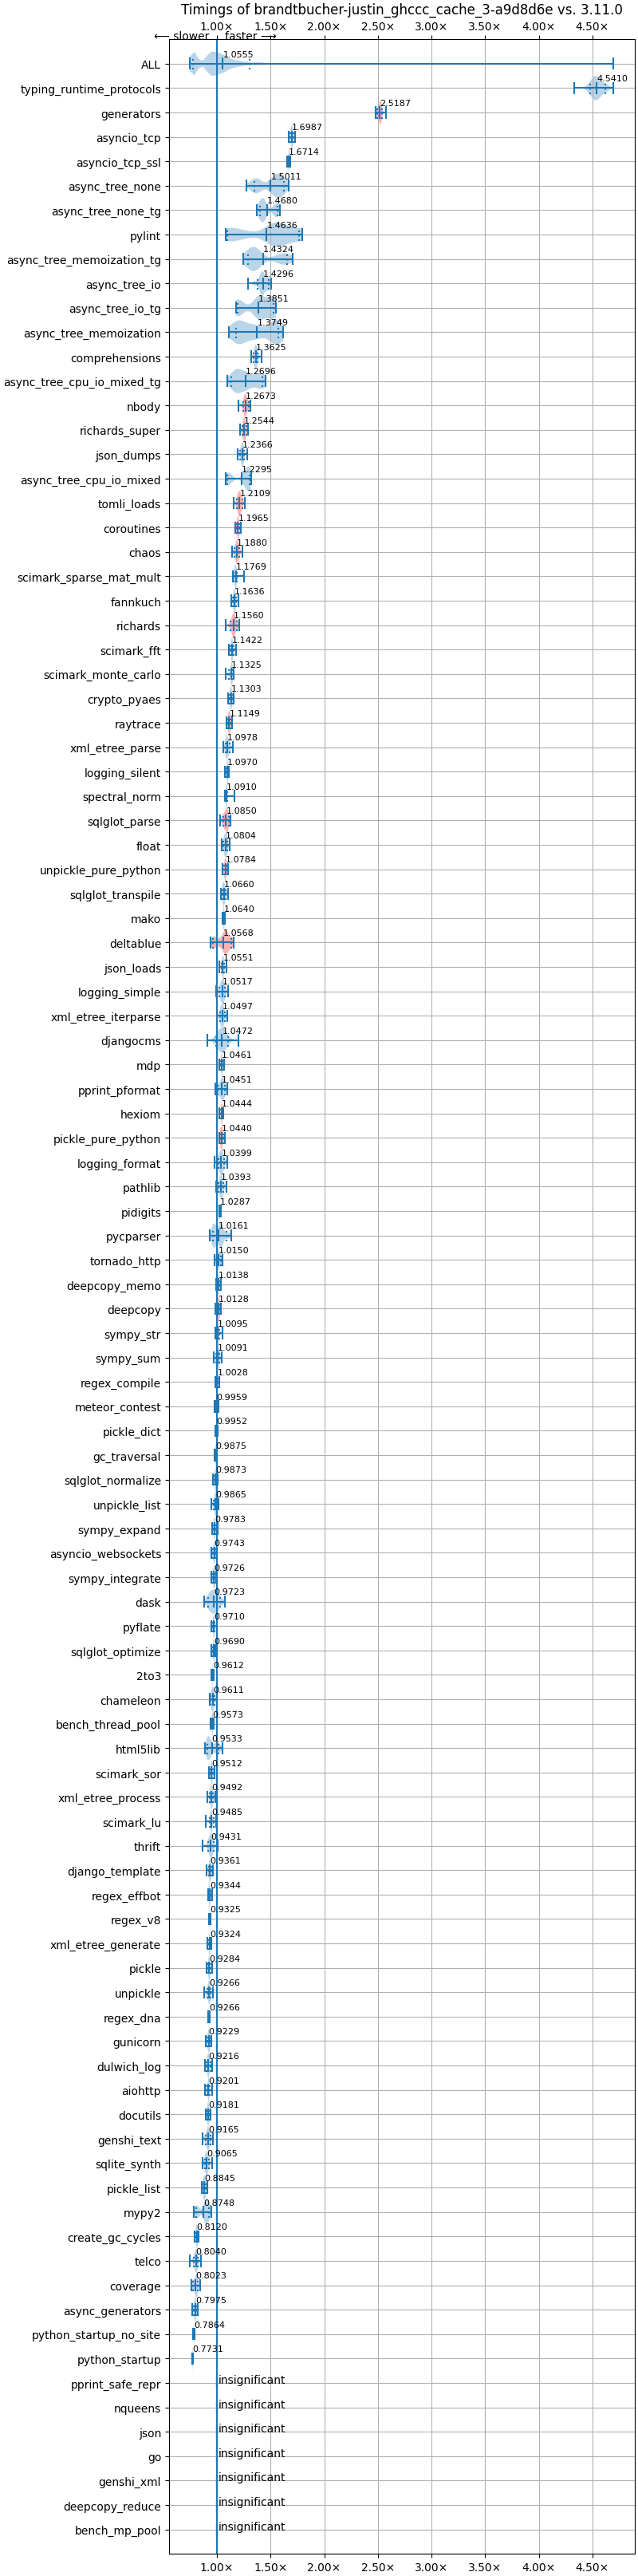 Timings of brandtbucher-justin_ghccc_cache_3-a9d8d6e vs. 3.11.0
1.00× 1.50× 2.00× 2.50× 3.00× 3.50× 4.00× 4.50×
⟵ slower faster ⟶
ALL 1.0555
typing_runtime_protocols 4.5410
generators 2.5187
asyncio_tcp 1.6987
asyncio_tcp_ssl 1.6714
async_tree_none 1.5011
async_tree_none_tg 1.4680
pylint 1.4636
async_tree_memoization_tg 1.4324
async_tree_io 1.4296
async_tree_io_tg 1.3851
async_tree_memoization 1.3749
comprehensions 1.3625
async_tree_cpu_io_mixed_tg 1.2696
nbody 1.2673
richards_super 1.2544
json_dumps 1.2366
async_tree_cpu_io_mixed 1.2295
tomli_loads 1.2109
coroutines 1.1965
chaos 1.1880
scimark_sparse_mat_mult 1.1769
fannkuch 1.1636
richards 1.1560
scimark_fft 1.1422
scimark_monte_carlo 1.1325
crypto_pyaes 1.1303
raytrace 1.1149
xml_etree_parse 1.0978
logging_silent 1.0970
spectral_norm 1.0910
sqlglot_parse 1.0850
float 1.0804
unpickle_pure_python 1.0784
sqlglot_transpile 1.0660
mako 1.0640
deltablue 1.0568
json_loads 1.0551
logging_simple 1.0517
xml_etree_iterparse 1.0497
djangocms 1.0472
mdp 1.0461
pprint_pformat 1.0451
hexiom 1.0444
pickle_pure_python 1.0440
logging_format 1.0399
pathlib 1.0393
pidigits 1.0287
pycparser 1.0161
tornado_http 1.0150
deepcopy_memo 1.0138
deepcopy 1.0128
sympy_str 1.0095
sympy_sum 1.0091
regex_compile 1.0028
meteor_contest 0.9959
pickle_dict 0.9952
gc_traversal 0.9875
sqlglot_normalize 0.9873
unpickle_list 0.9865
sympy_expand 0.9783
asyncio_websockets 0.9743
sympy_integrate 0.9726
dask 0.9723
pyflate 0.9710
sqlglot_optimize 0.9690
2to3 0.9612
chameleon 0.9611
bench_thread_pool 0.9573
html5lib 0.9533
scimark_sor 0.9512
xml_etree_process 0.9492
scimark_lu 0.9485
thrift 0.9431
django_template 0.9361
regex_effbot 0.9344
regex_v8 0.9325
xml_etree_generate 0.9324
pickle 0.9284
unpickle 0.9266
regex_dna 0.9266
gunicorn 0.9229
dulwich_log 0.9216
aiohttp 0.9201
docutils 0.9181
genshi_text 0.9165
sqlite_synth 0.9065
pickle_list 0.8845
mypy2 0.8748
create_gc_cycles 0.8120
telco 0.8040
coverage 0.8023
async_generators 0.7975
python_startup_no_site 0.7864
python_startup 0.7731
pprint_safe_repr insignificant
nqueens insignificant
json insignificant
go insignificant
genshi_xml insignificant
deepcopy_reduce insignificant
bench_mp_pool insignificant
1.00× 1.50× 2.00× 2.50× 3.00× 3.50× 4.00× 4.50×